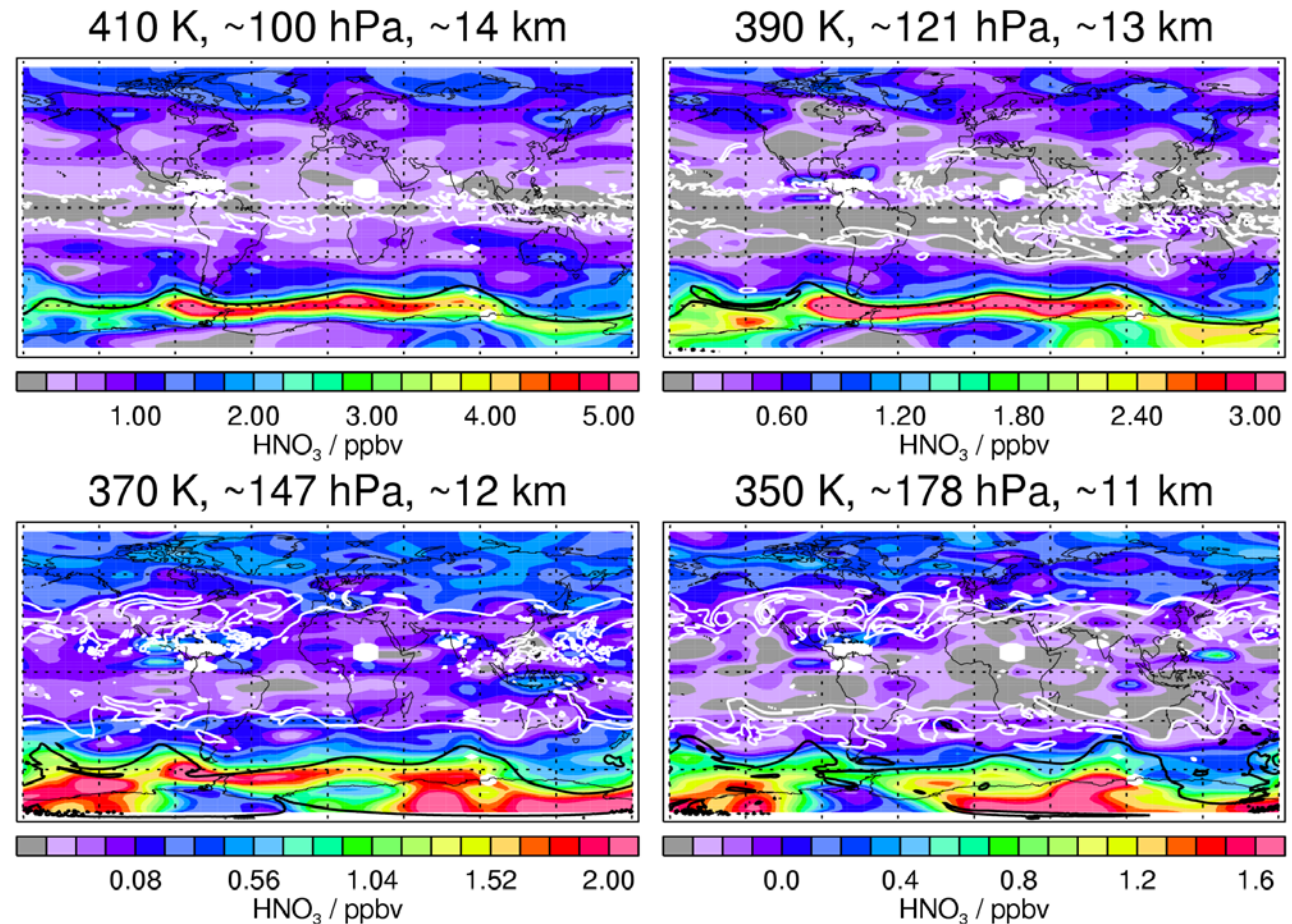 410 K, ~100 hPa, ~14 km
390 K, ~121 hPa, ~13 km
1.00 2.00 3.00 4.00 5.00
HNO₃ / ppbv
0.60 1.20 1.80 2.40 3.00
HNO₃ / ppbv
370 K, ~147 hPa, ~12 km
350 K, ~178 hPa, ~11 km
0.08 0.56 1.04 1.52 2.00
HNO₃ / ppbv
0.0 0.4 0.8 1.2 1.6
HNO₃ / ppbv